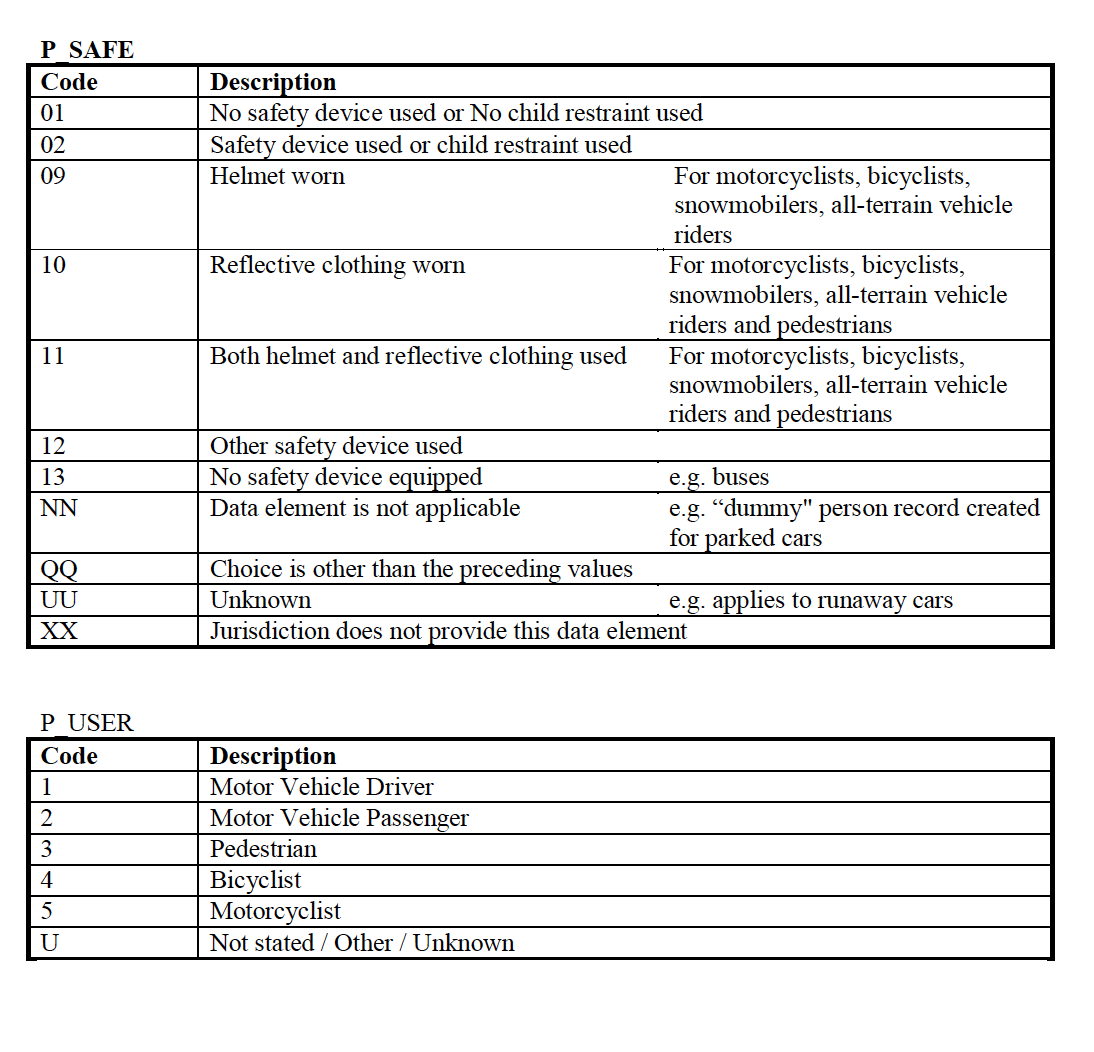 P_SAFE
Code Description
01 No safety device used or No child restraint used
02 Safety device used or child restraint used
09 Helmet worn For motorcyclists, bicyclists,
snowmobilers, all-terrain vehicle
riders
10 Reflective clothing worn For motorcyclists, bicyclists,
snowmobilers, all-terrain vehicle
riders and pedestrians
11 Both helmet and reflective clothing used For motorcyclists, bicyclists,
snowmobilers, all-terrain vehicle
riders and pedestrians
12 Other safety device used
13 No safety device equipped e.g. buses
NN Data element is not applicable e.g. “dummy" person record created
for parked cars
QQ Choice is other than the preceding values
UU Unknown e.g. applies to runaway cars
XX Jurisdiction does not provide this data element
P_USER
Code Description
1 Motor Vehicle Driver
2 Motor Vehicle Passenger
3 Pedestrian
4 Bicyclist
5 Motorcyclist
U Not stated / Other / Unknown